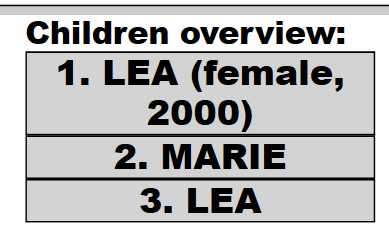 Children overview:
1. LEA (female,
2000)
2. MARIE
3. LEA